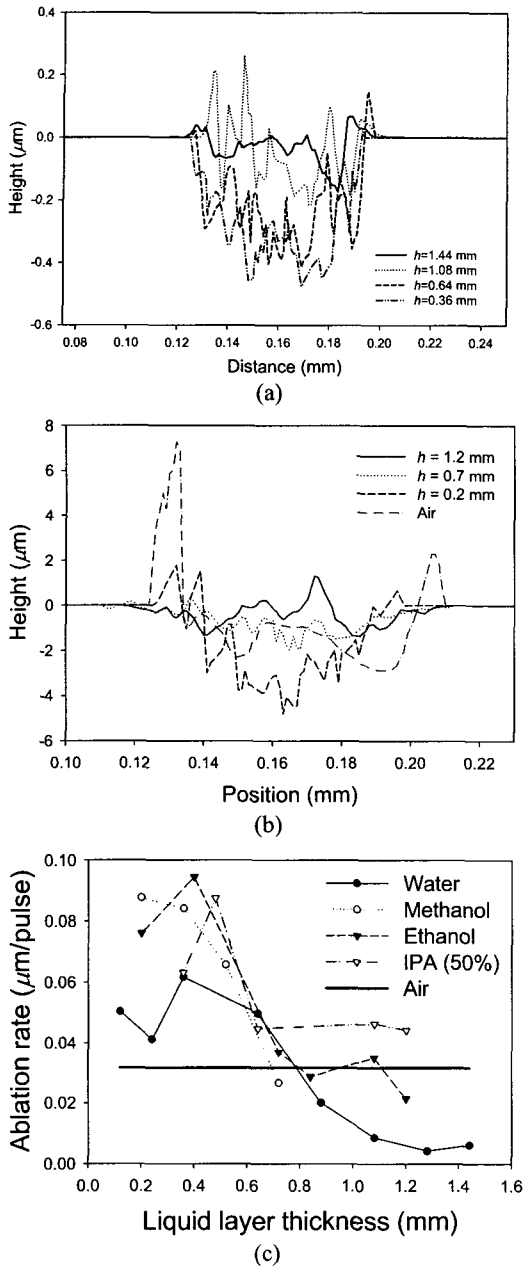 0.4
0.2
0.0
-0.2
-0.4
-0.6
Height (μm)
h=1.44 mm
h=1.08 mm
h=0.64 mm
h=0.36 mm
0.08 0.10 0.12 0.14 0.16 0.18 0.20 0.22 0.24
Distance (mm)
(a)
8
6
4
2
0
-2
-4
-6
Height (μm)
h = 1.2 mm
h = 0.7 mm
h = 0.2 mm
Air
0.10 0.12 0.14 0.16 0.18 0.20 0.22
Position (mm)
(b)
0.10
0.08
0.06
0.04
0.02
0.00
Ablation rate (μm/pulse)
Water
Methanol
Ethanol
IPA (50%)
Air
0.0 0.2 0.4 0.6 0.8 1.0 1.2 1.4 1.6
Liquid layer thickness (mm)
(c)